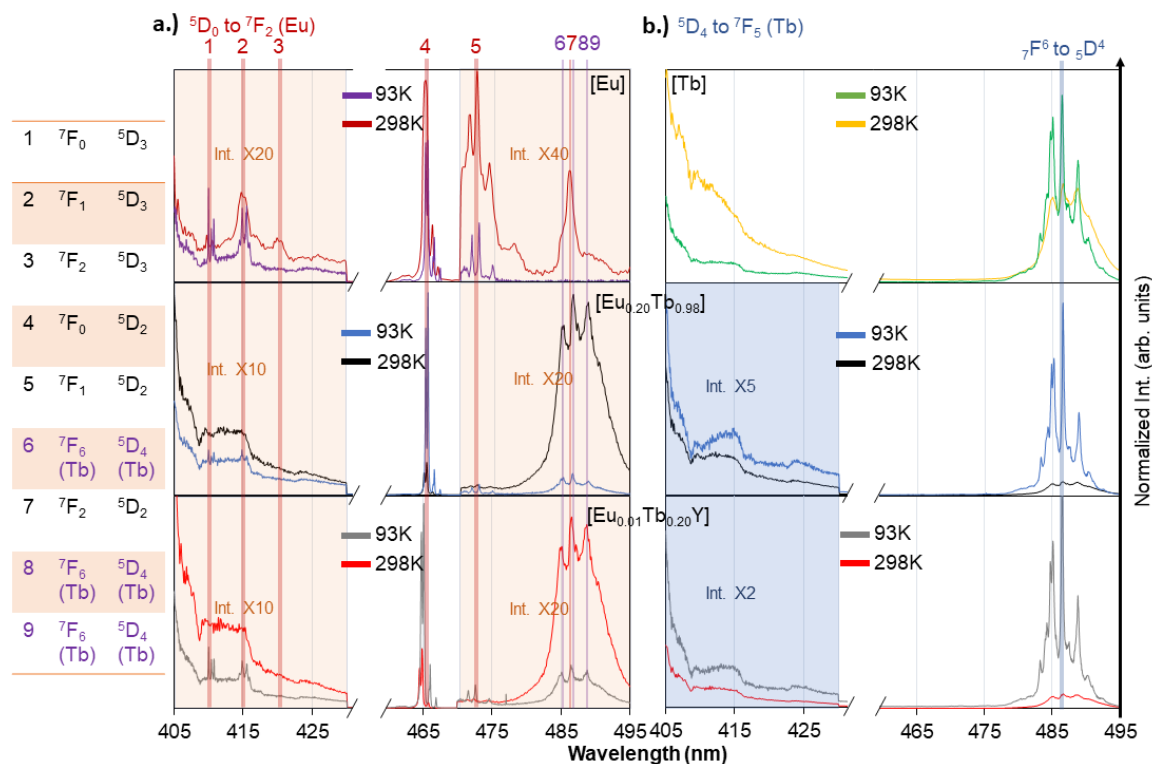 a.) ⁵D₀ to ⁷F₂ (Eu)
b.) ⁵D₄ to ⁷F₅ (Tb)
1 2 3 4 5 6 7 8 9
₇F⁶ to ₅D⁴
1 ⁷F₀ ⁵D₃
2 ⁷F₁ ⁵D₃
3 ⁷F₂ ⁵D₃
4 ⁷F₀ ⁵D₂
5 ⁷F₁ ⁵D₂
6 ⁷F₆ ⁵D₄
(Tb) (Tb)
7 ⁷F₂ ⁵D₂
8 ⁷F₆ ⁵D₄
(Tb) (Tb)
9 ⁷F₆ ⁵D₄
(Tb) (Tb)
[Eu]
93K
298K
Int. X20
Int. X40
[Tb]
93K
298K
[Eu₀.₂₀Tb₀.₉₈]
93K
298K
Int. X10
Int. X20
93K
298K
Int. X5
[Eu₀.₀₁Tb₀.₂₀Y]
93K
298K
Int. X10
Int. X20
93K
298K
Int. X2
405 415 425 465 475 485 495 405 415 425 465 475 485 495
Wavelength (nm)
Normalized Int. (arb. units)